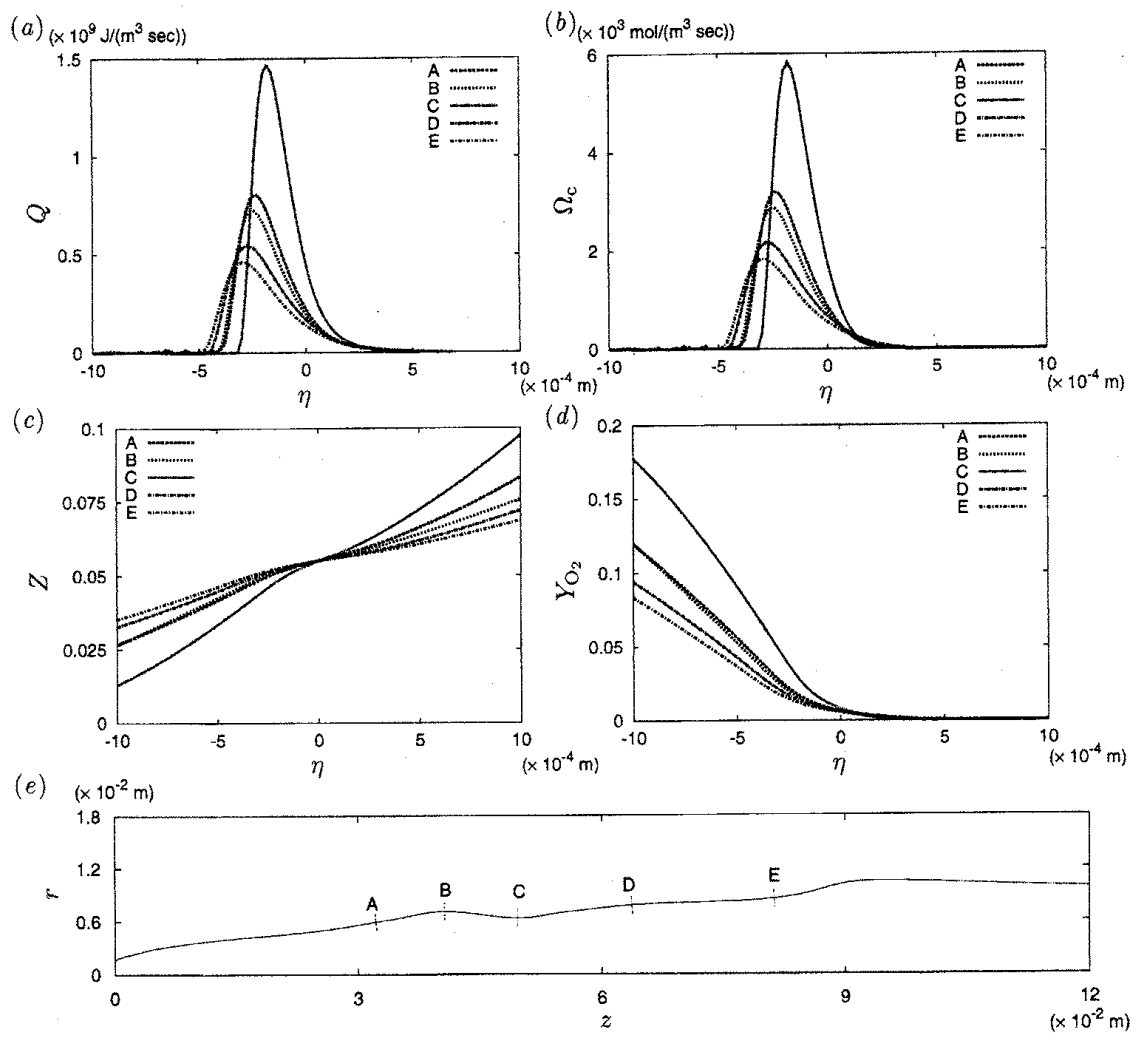 (a) (× 10⁹ J/(m³ sec))
1.5
1
0.5
0
Q
-10
-5
0
5
10
η
(× 10⁻⁴ m)
A
B
C
D
E
(b) (× 10³ mol/(m³ sec))
6
4
2
0
Ω_c
-10
-5
0
5
10
η
(× 10⁻⁴ m)
A
B
C
D
E
(c)
0.1
0.075
0.05
0.025
0
Z
-10
-5
0
5
10
η
(× 10⁻⁴ m)
A
B
C
D
E
(d)
0.2
0.15
0.1
0.05
0
Y_O₂
-10
-5
0
5
10
η
(× 10⁻⁴ m)
A
B
C
D
E
(e) (× 10⁻² m)
1.8
1.2
0.6
0
r
A
B
C
D
E
0
3
6
9
12
z
(× 10⁻² m)